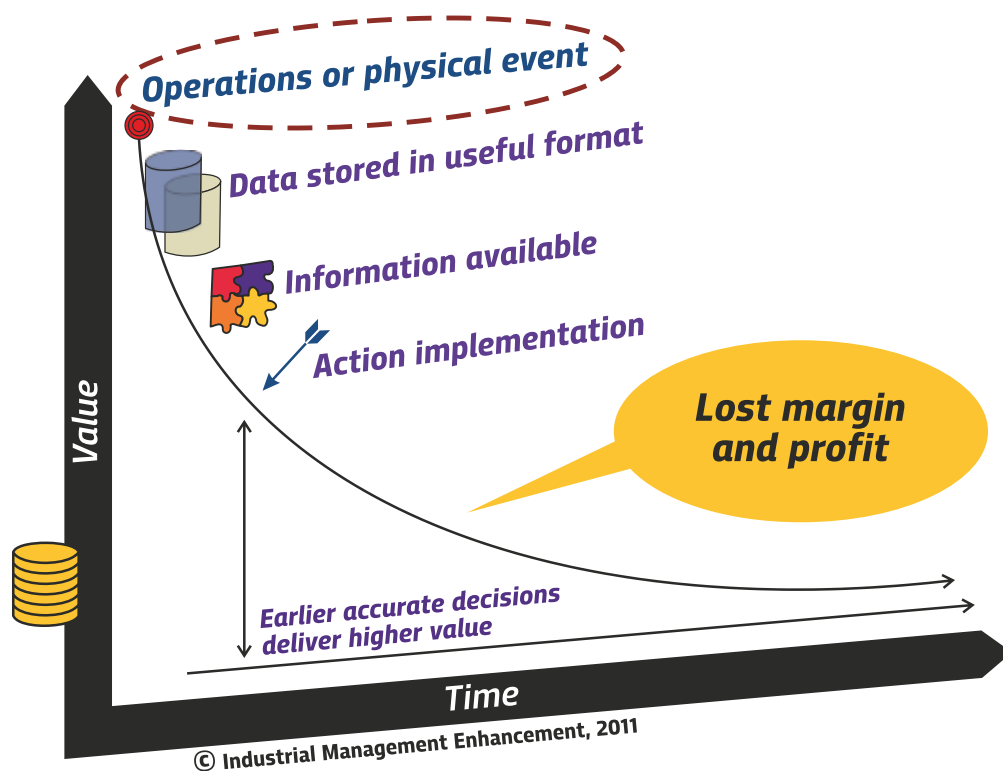 Operations or physical event
Data stored in useful format
Information available
Action implementation
Lost margin
and profit
Value
Earlier accurate decisions
deliver higher value
Time
© Industrial Management Enhancement, 2011